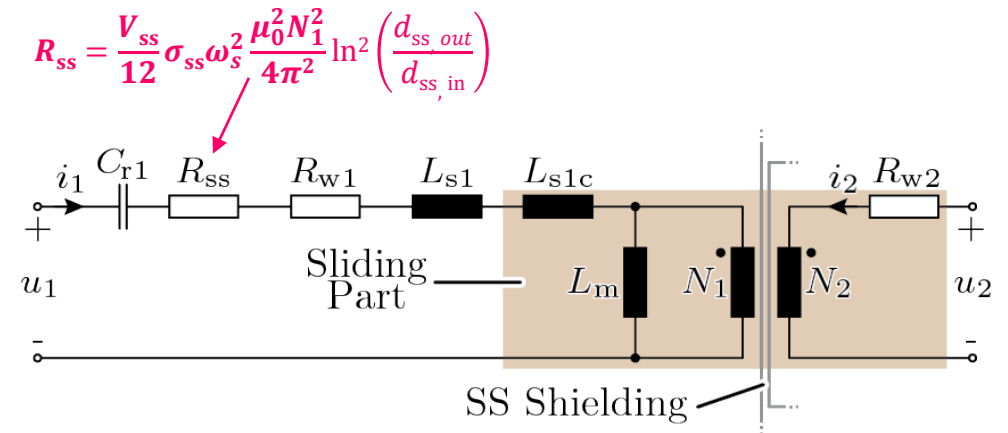 R_ss = V_ss/12 σ_ss ω_s^2 μ_0^2 N_1^2/4π^2 ln^2 (d_ss, out/d_ss, in)
i_1 C_r1 R_ss R_w1 L_s1 L_s1c i_2 R_w2
+ +
Sliding
Part
u_1 L_m N_1 N_2 u_2
- -
SS Shielding